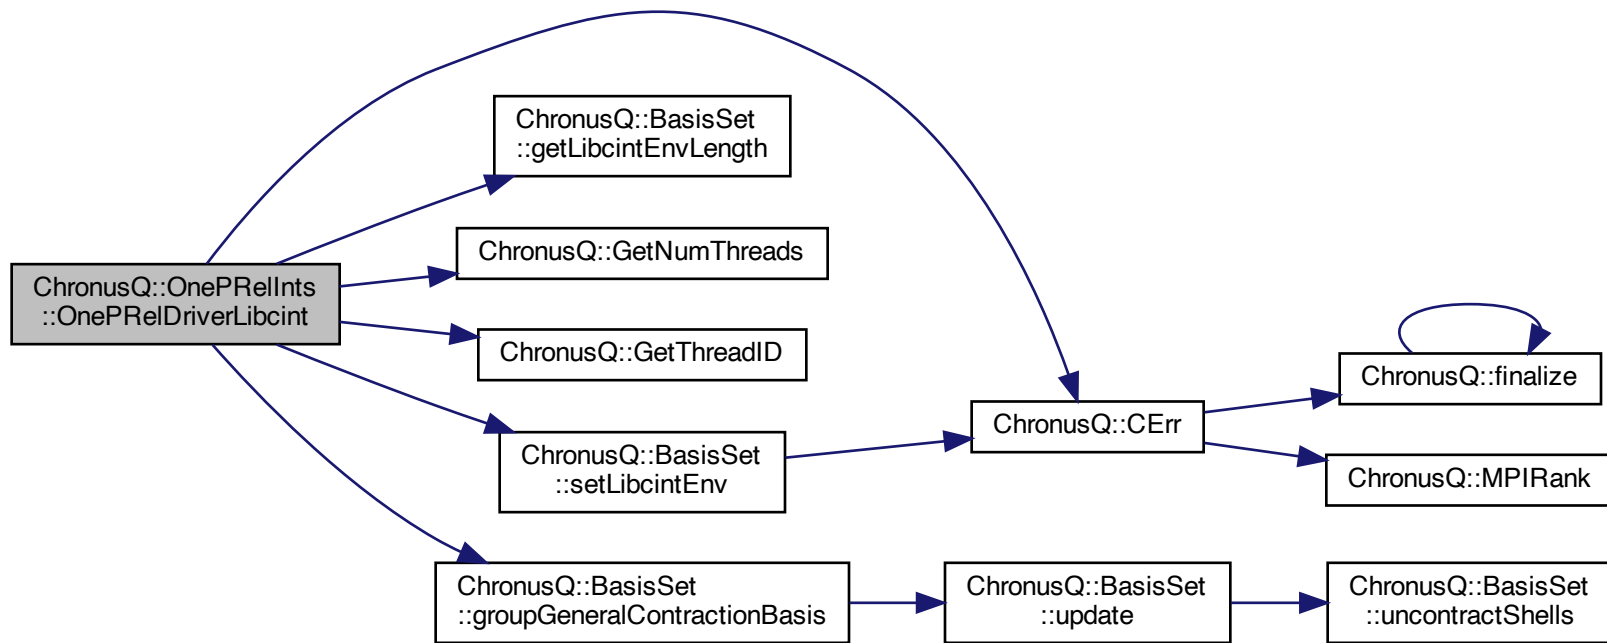 ChronusQ::BasisSet
::getLibcintEnvLength
ChronusQ::GetNumThreads
ChronusQ::OnePRelInts
::OnePRelDriverLibcint
ChronusQ::GetThreadID
ChronusQ::finalize
ChronusQ::CErr
ChronusQ::BasisSet
::setLibcintEnv
ChronusQ::MPIRank
ChronusQ::BasisSet
::groupGeneralContractionBasis
ChronusQ::BasisSet
::update
ChronusQ::BasisSet
::uncontractShells